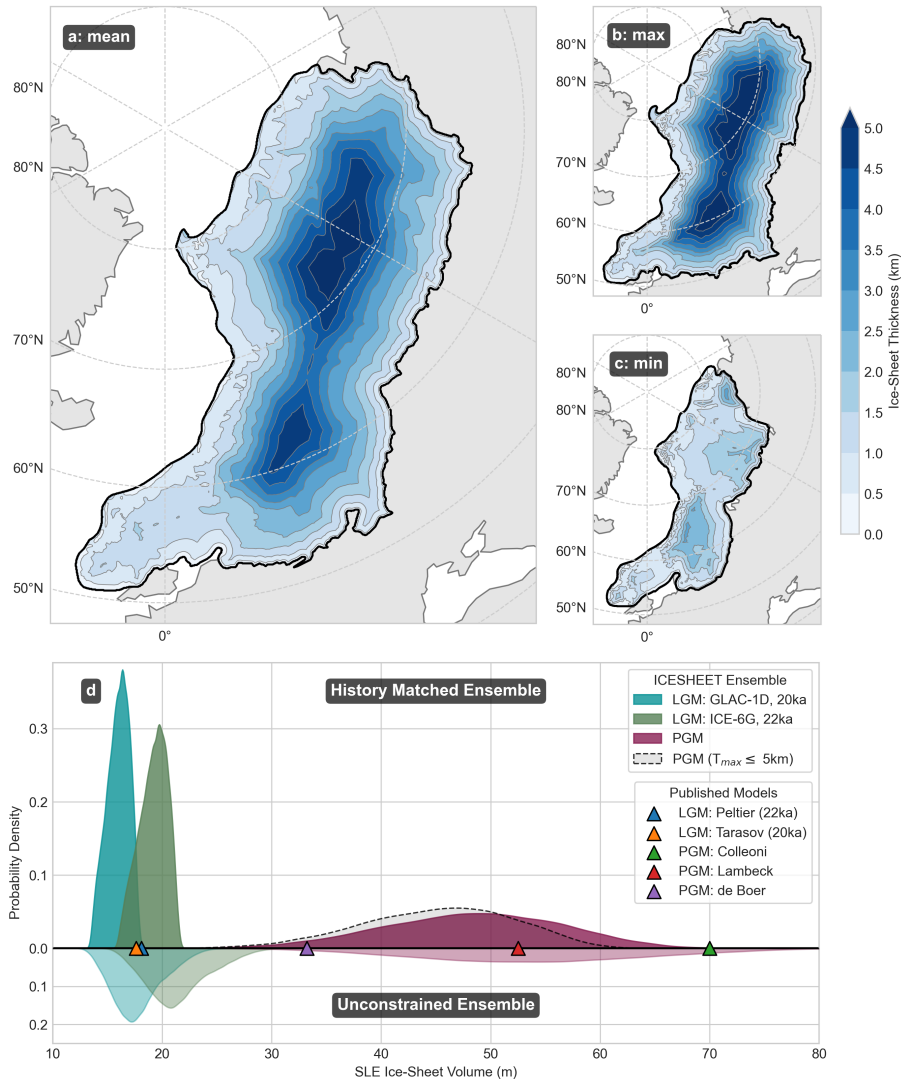 a: mean
80°N
80°N
70°N
60°N
50°N
0°
b: max
80°N
80°N
70°N
60°N
50°N
0°
c: min
80°N
80°N
70°N
60°N
50°N
0°
5.0
4.5
4.0
3.5
3.0
2.5
2.0
1.5
1.0
0.5
0.0
Ice-Sheet Thickness (km)
d
History Matched Ensemble
ICESHEET Ensemble
LGM: GLAC-1D, 20ka
LGM: ICE-6G, 22ka
PGM
PGM (Tmax ≤ 5km)
Published Models
LGM: Peltier (22ka)
LGM: Tarasov (20ka)
PGM: Colleoni
PGM: Lambeck
PGM: de Boer
Unconstrained Ensemble
Probability Density
0.3
0.2
0.1
0.0
0.1
0.2
10 20 30 40 50 60 70 80
SLE Ice-Sheet Volume (m)